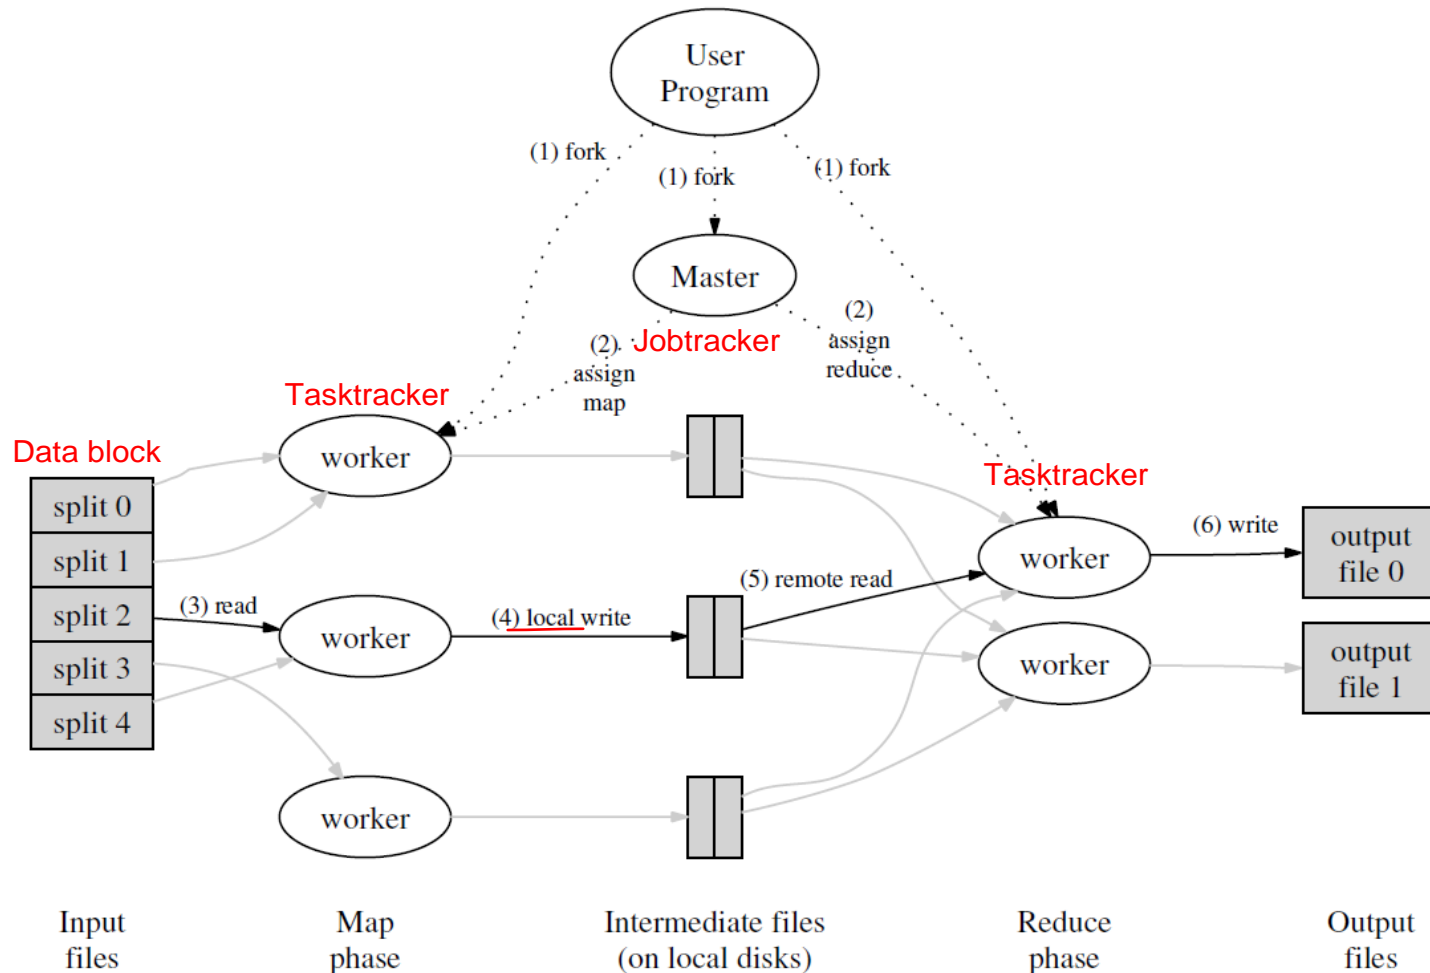 User
Program
(1) fork
(1) fork
(1) fork
Master
Jobtracker
(2)
assign
map
(2)
assign
reduce
Tasktracker
worker
Data block
split 0
split 1
split 2
split 3
split 4
(3) read
worker
(4) local write
worker
(5) remote read
Tasktracker
worker
worker
(6) write
output
file 0
output
file 1
Input
files
Map
phase
Intermediate files
(on local disks)
Reduce
phase
Output
files